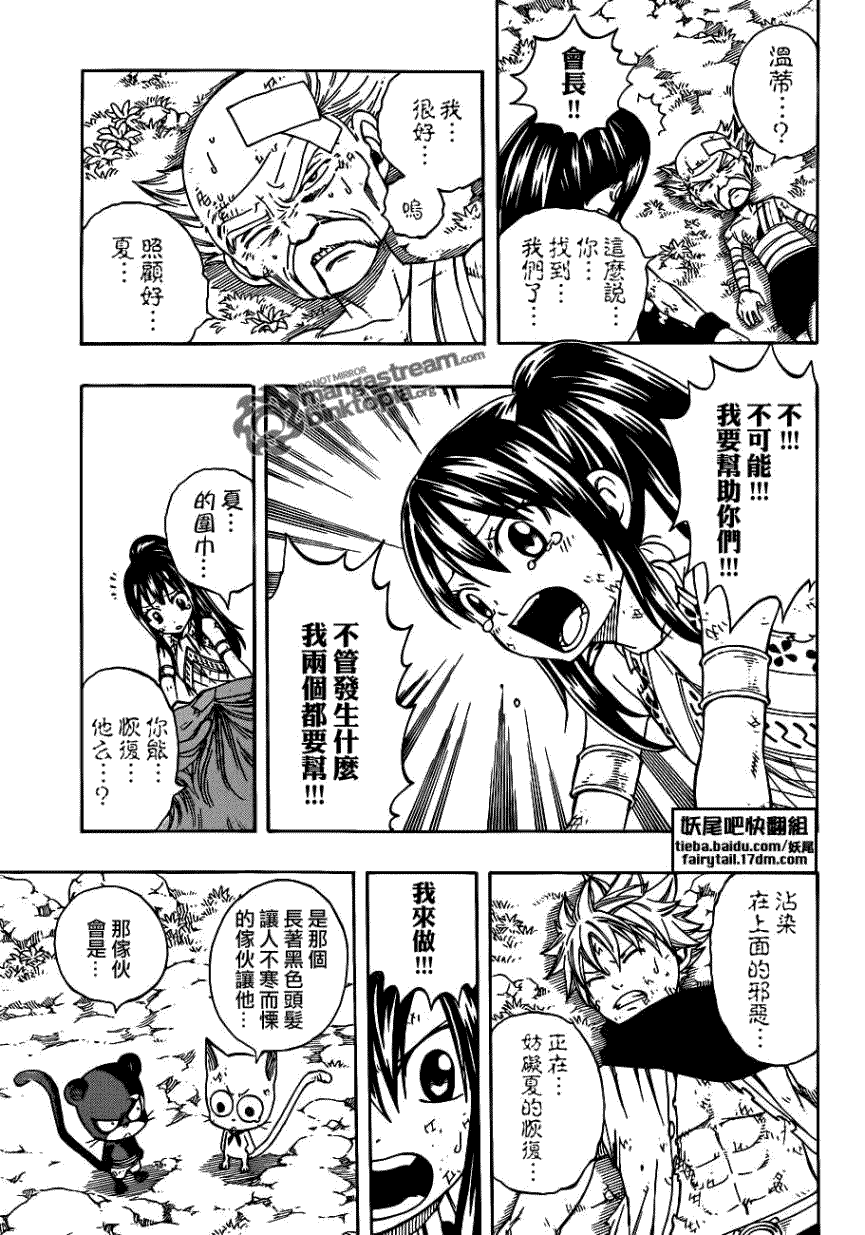 溫蒂…?
會長!!
這麼說…
你…
找到…
我們了…
我…
很好…
嗚
照顧好…
夏…
不!!!
不可能!!!
我要幫助你們!!!
不管發生什麼
我兩個都要幫!!!
夏…
的圍巾…
你能…
恢復…
他么…?
DO NOT MIRROR
mangastream.com
binktopia.org
妖尾吧快翻組
tieba.baidu.com/妖尾
fairytail.17dm.com
沾染
在上面的邪惡…
正在…
妨礙夏的恢復…
我來做!!!
是那個
長著黑色頭髮
讓人不寒而慄
的傢伙讓他…
那傢伙
會是…